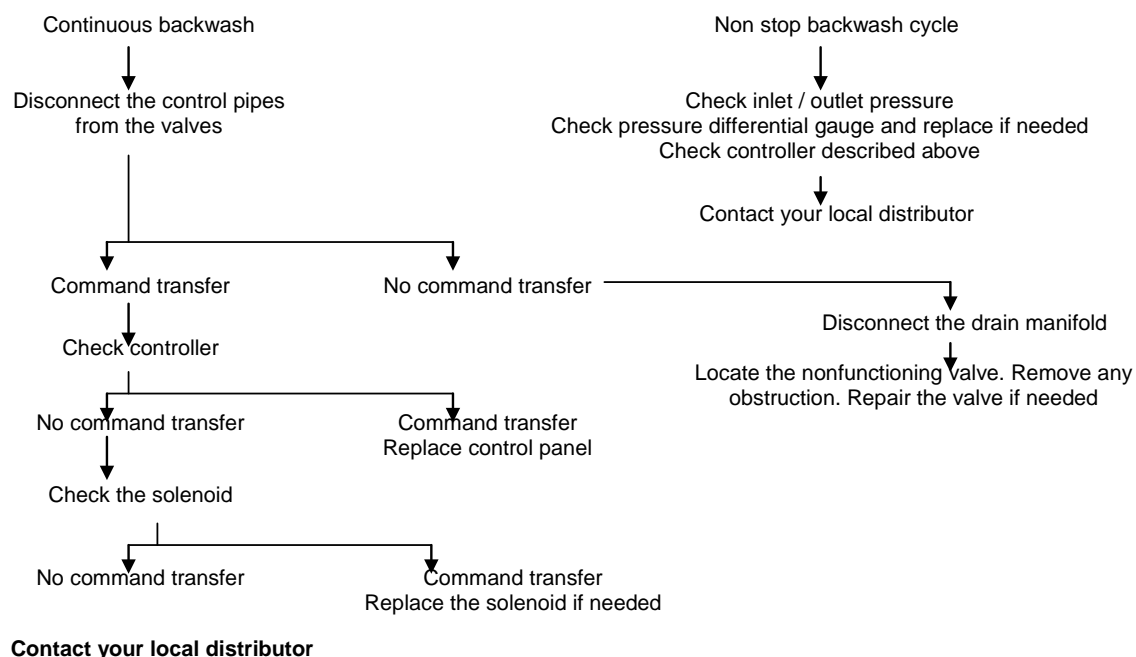 Continuous backwash
Non stop backwash cycle
Disconnect the control pipes
from the valves
Check inlet / outlet pressure
Check pressure differential gauge and replace if needed
Check controller described above
Contact your local distributor
Command transfer
No command transfer
Disconnect the drain manifold
Check controller
Locate the nonfunctioning valve. Remove any
obstruction. Repair the valve if needed
No command transfer
Command transfer
Replace control panel
Check the solenoid
No command transfer
Command transfer
Replace the solenoid if needed
Contact your local distributor